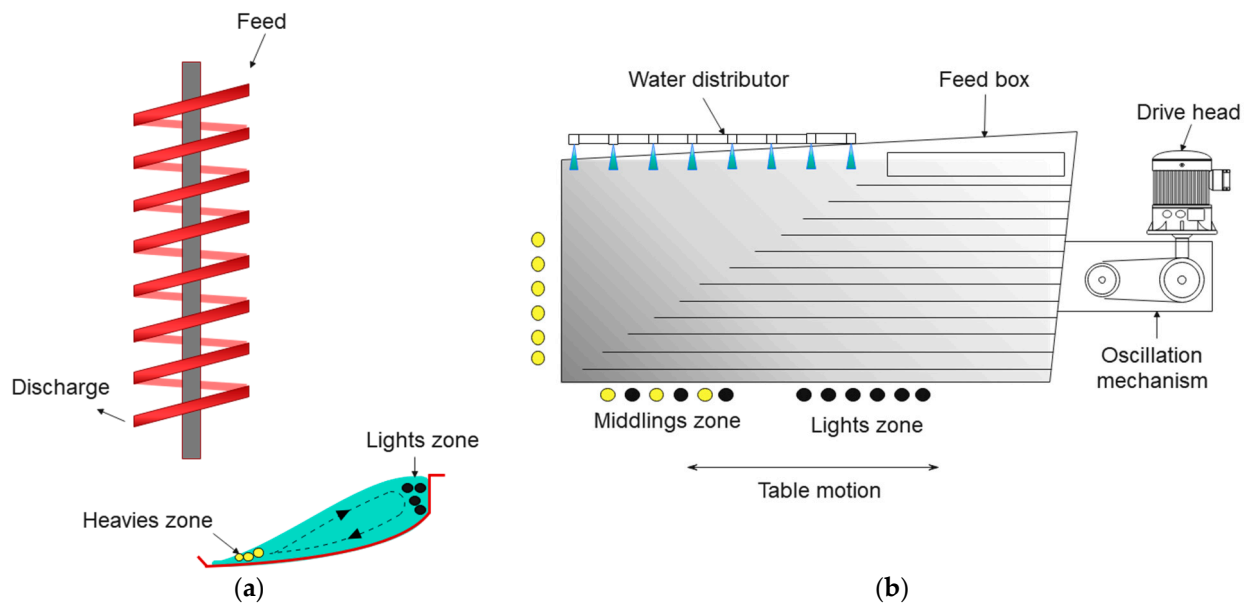 Feed
Discharge
Lights zone
Heavies zone
(a)
Water distributor
Feed box
Drive head
Oscillation
mechanism
Middlings zone
Lights zone
Table motion
(b)